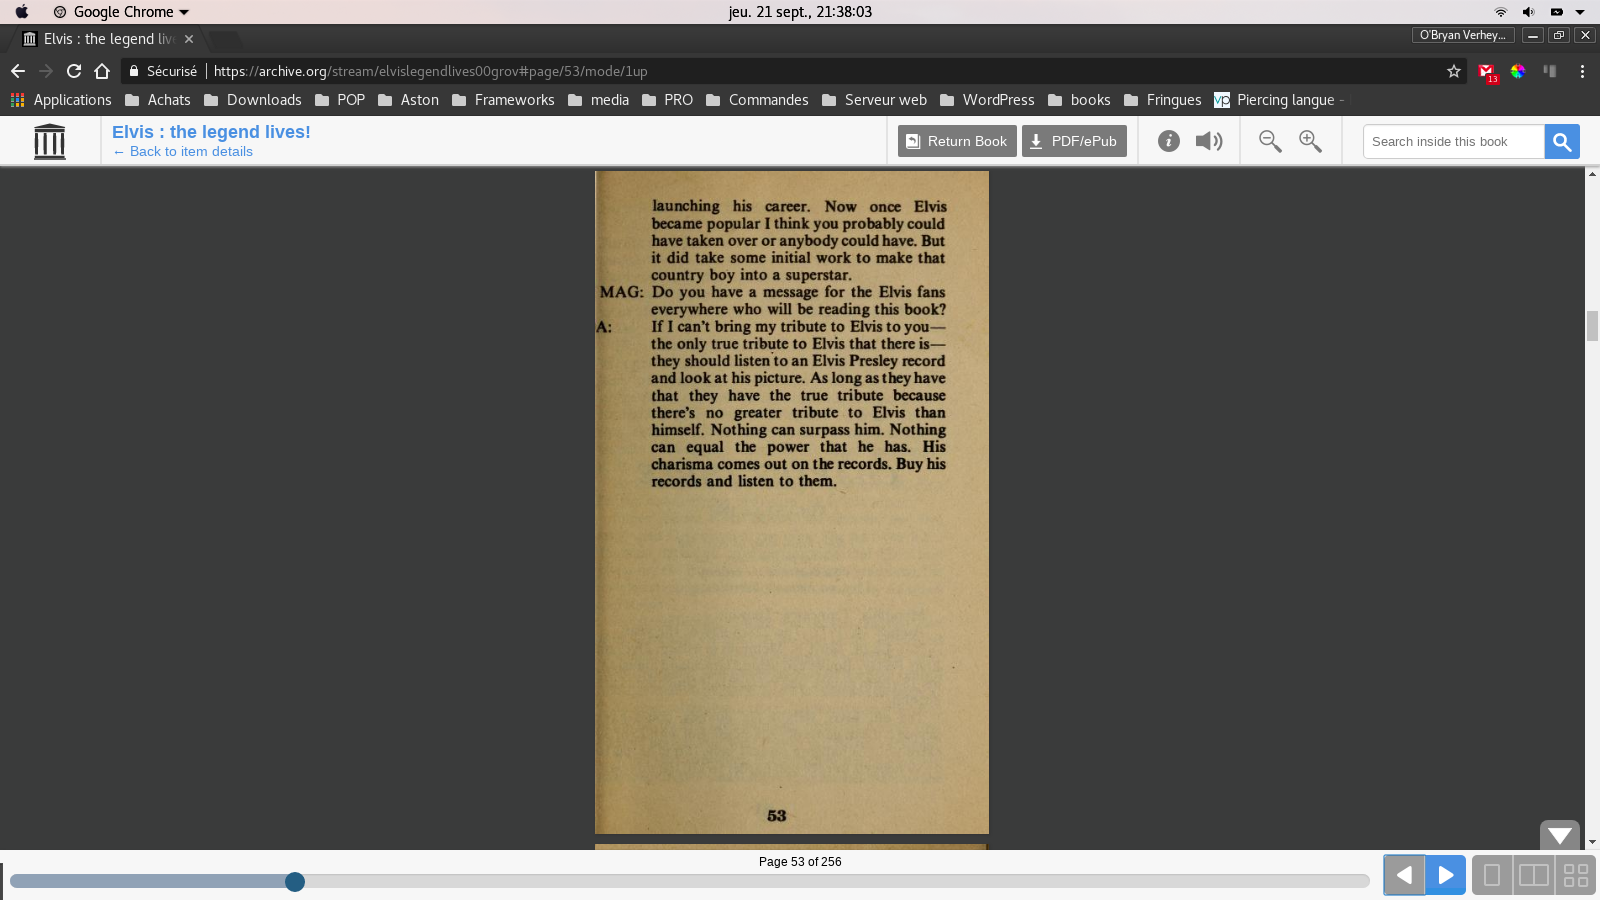 Google Chrome
jeu. 21 sept., 21:38:03
Elvis : the legend liv
O'Bryan Verhey...
Sécurisé
https://archive.org/stream/elvislegendlives00grov#page/53/mode/1up
13
Applications Achats Downloads POP Aston Frameworks media PRO Commandes Serveur web WordPress books Fringues vp Piercing langue -
Elvis : the legend lives!
← Back to item details
Return Book
PDF/ePub
Search inside this book
launching his career. Now once Elvis
became popular I think you probably could
have taken over or anybody could have. But
it did take some initial work to make that
country boy into a superstar.
MAG: Do you have a message for the Elvis fans
everywhere who will be reading this book?
A: If I can't bring my tribute to Elvis to you—
the only true tribute to Elvis that there is—
they should listen to an Elvis Presley record
and look at his picture. As long as they have
that they have the true tribute because
there's no greater tribute to Elvis than
himself. Nothing can surpass him. Nothing
can equal the power that he has. His
charisma comes out on the records. Buy his
records and listen to them.
53
Page 53 of 256